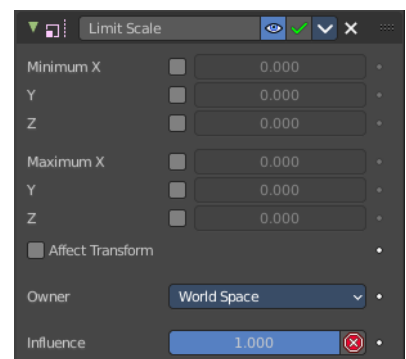 Limit Scale
Minimum X 0.000
Y 0.000
Z 0.000
Maximum X 0.000
Y 0.000
Z 0.000
Affect Transform
Owner World Space
Influence 1.000